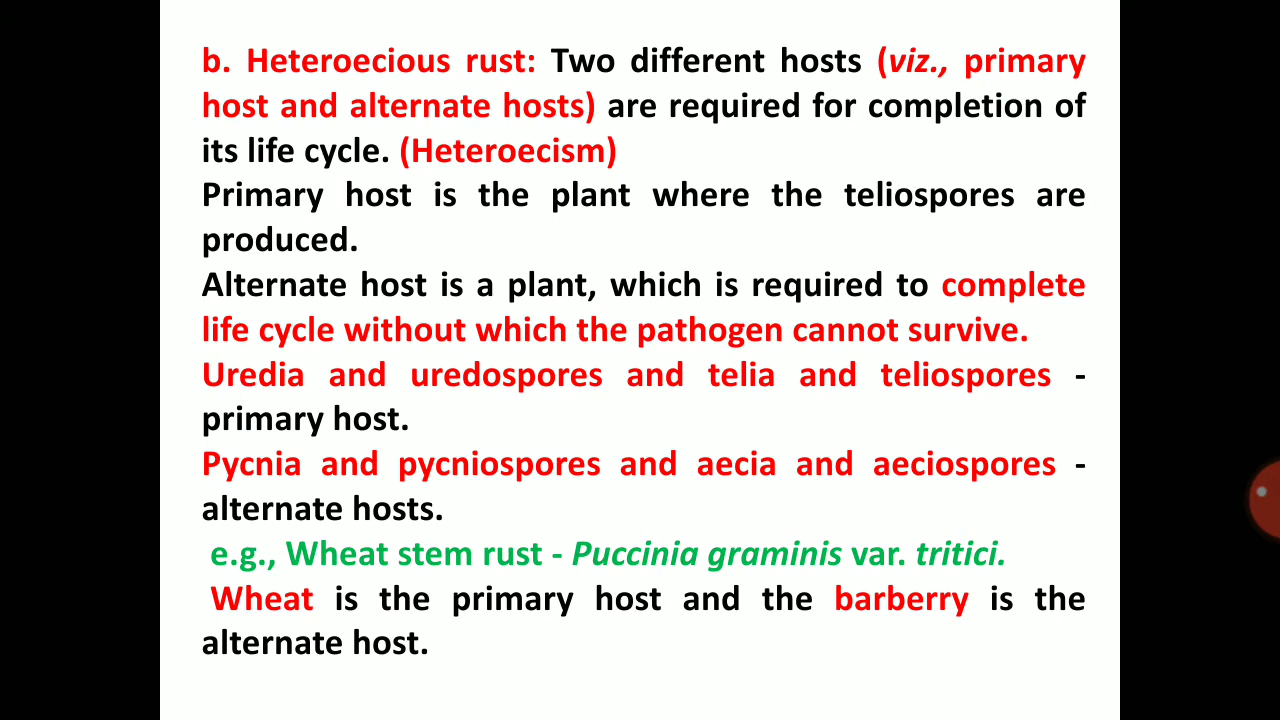 b. Heteroecious rust: Two different hosts (viz., primary
host and alternate hosts) are required for completion of
its life cycle. (Heteroecism)
Primary host is the plant where the teliospores are
produced.
Alternate host is a plant, which is required to complete
life cycle without which the pathogen cannot survive.
Uredia and uredospores and telia and teliospores -
primary host.
Pycnia and pycniospores and aecia and aeciospores -
alternate hosts.
e.g., Wheat stem rust - Puccinia graminis var. tritici.
Wheat is the primary host and the barberry is the
alternate host.